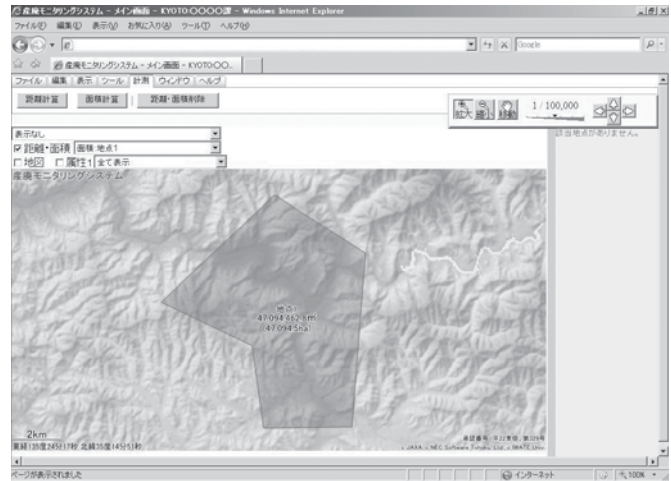 産廃モニタリングシステム - メイン画面 - KYOTO:○○○○課 - Windows Internet Explorer
ファイル(F) 編集(E) 表示(V) お気に入り(A) ツール(T) ヘルプ(H)
Google
産廃モニタリングシステム - メイン画面 - KYOTO:○○...
ファイル 編集 表示 ツール 計測 ウィンドウ ヘルプ
距離計算 面積計算 距離・面積削除
拡大 縮小 移動 1 / 100,000
表示なし
該当地点がありません。
距離・面積 面積:地点1
地図 属性1 全て表示
産廃モニタリングシステム
地点1
2km
ページが表示されました
インターネット
100%